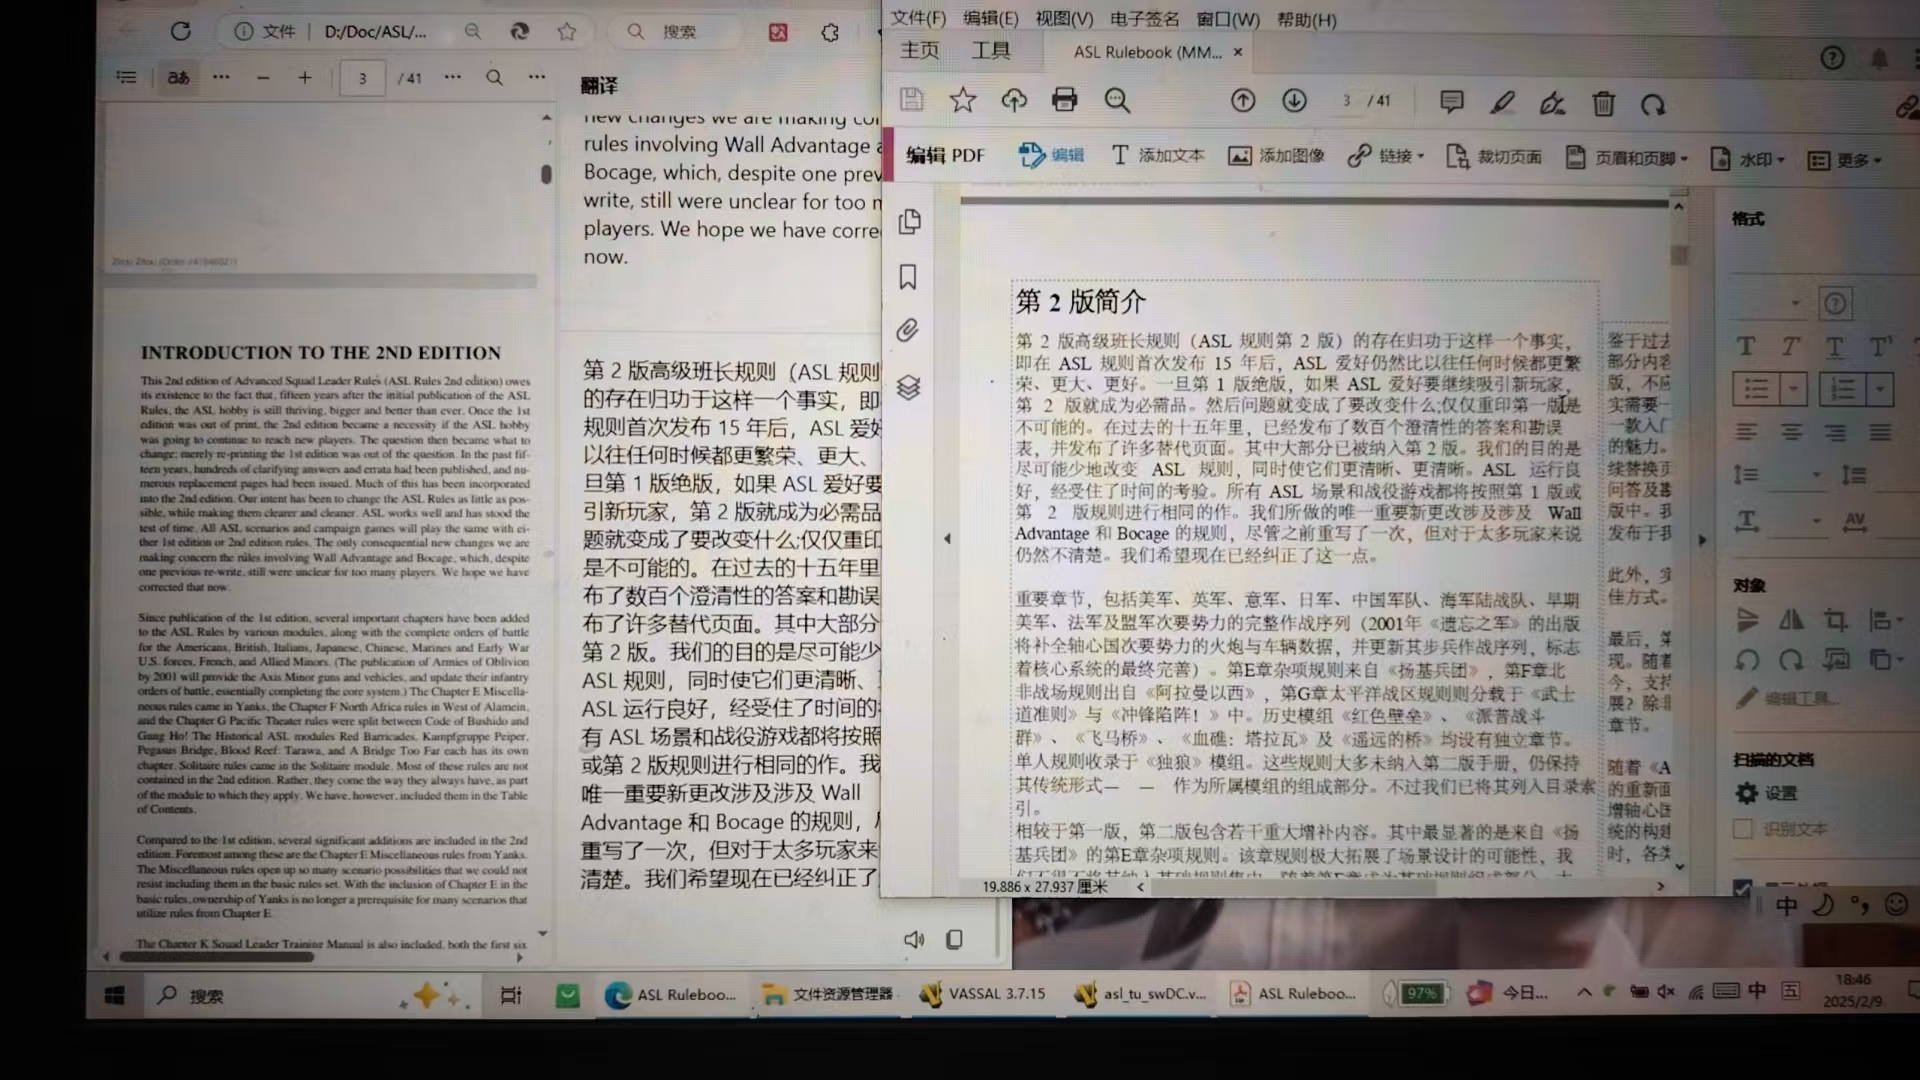 文件
D:/Doc/ASL/...
搜索
3
/ 41
翻译
rules involving Wall Advantage
Bocage, which, despite one prev
write, still were unclear for too
players. We hope we have corre
now.
INTRODUCTION TO THE 2ND EDITION
This 2nd edition of Advanced Squad Leader Rules (ASL Rules 2nd edition) owes
its existence to the fact that, fifteen years after the initial publication of the ASL
Rules, the ASL hobby is still thriving, bigger and better than ever. Once the 1st
edition was out of print, the 2nd edition became a necessity if the ASL hobby
was going to continue to reach new players. The question then became what to
change; merely re-printing the 1st edition was out of the question. In the past fif-
teen years, hundreds of clarifying answers and errata had been published, and nu-
merous replacement pages had been issued. Much of this has been incorporated
into the 2nd edition. Our intent has been to change the ASL Rules as little as pos-
sible, while making them clearer and cleaner. ASL works well and has stood the
test of time. All ASL scenarios and campaign games will play the same with ei-
ther 1st edition or 2nd edition rules. The only consequential new changes we are
making concern the rules involving Wall Advantage and Bocage, which, despite
one previous re-write, still were unclear for too many players. We hope we have
corrected that now.
Since publication of the 1st edition, several important chapters have been added
to the ASL Rules by various modules, along with the complete orders of battle
for the Americans, British, Italians, Japanese, Chinese, Marines and Early War
U.S. forces, French, and Allied Minors. (The publication of Armies of Oblivion
by 2001 will provide the Axis Minor guns and vehicles, and update their infantry
orders of battle, essentially completing the core system.) The Chapter E Miscella-
neous rules came in Yanks, the Chapter F North Africa rules in West of Alamein,
and the Chapter G Pacific Theater rules were split between Code of Bushido and
Gung Ho! The Historical ASL modules Red Barricades, Kampfgruppe Peiper,
Pegasus Bridge, Blood Reef: Tarawa, and A Bridge Too Far each has its own
chapter. Solitaire rules came in the Solitaire module. Most of these rules are not
contained in the 2nd edition. Rather, they come the way they always have, as part
of the module to which they apply. We have, however, included them in the Table
of Contents.
Compared to the 1st edition, several significant additions are included in the 2nd
edition. Foremost among these are the Chapter E Miscellaneous rules from Yanks.
The Miscellaneous rules open up so many scenario possibilities that we could not
resist including them in the basic rules set. With the inclusion of Chapter E in the
basic rules, ownership of Yanks is no longer a prerequisite for many scenarios that
utilize rules from Chapter E.
The Chapter K Squad Leader Training Manual is also included, both the first six
第 2 版高级班长规则（ASL 规则
的存在归功于这样一个事实，即
规则首次发布 15 年后，ASL 爱好
以往任何时候都更繁荣、更大、
旦第 1 版绝版，如果 ASL 爱好要
引新玩家，第 2 版就成为必需品
题就变成了要改变什么;仅仅重印
是不可能的。在过去的十五年里
布了数百个澄清性的答案和勘误
布了许多替代页面。其中大部分
第 2 版。我们的目的是尽可能少
ASL 规则，同时使它们更清晰、
ASL 运行良好，经受住了时间的
有 ASL 场景和战役游戏都将按照
或第 2 版规则进行相同的作。我
唯一重要新更改涉及涉及 Wall
Advantage 和 Bocage 的规则，
重写了一次，但对于太多玩家来
清楚。我们希望现在已经纠正了
文件(F) 编辑(E) 视图(V) 电子签名 窗口(W) 帮助(H)
主页 工具 ASL Rulebook (MM... ×
3 / 41
编辑 PDF 编辑 添加文本 添加图像 链接 裁切页面 页眉和页脚 水印 更多
第 2 版简介
第 2 版高级班长规则（ASL 规则第 2 版）的存在归功于这样一个事实，
即在 ASL 规则首次发布 15 年后，ASL 爱好仍然比以往任何时候都更繁
荣、更大、更好。一旦第 1 版绝版，如果 ASL 爱好要继续吸引新玩家，
第 2 版就成为必需品。然后问题就变成了要改变什么;仅仅重印第一版是
不可能的。在过去的十五年里，已经发布了数百个澄清性的答案和勘误
表，并发布了许多替代页面。其中大部分已被纳入第 2 版。我们的目的是
尽可能少地改变 ASL 规则，同时使它们更清晰、更清晰。ASL 运行良
好，经受住了时间的考验。所有 ASL 场景和战役游戏都将按照第 1 版或
第 2 版规则进行相同的作。我们所做的唯一重要新更改涉及涉及 Wall
Advantage 和 Bocage 的规则，尽管之前重写了一次，但对于太多玩家来说
仍然不清楚。我们希望现在已经纠正了这一点。
重要章节，包括美军、英军、意军、日军、中国军队、海军陆战队、早期
美军、法军及盟军次要势力的完整作战序列（2001年《遗忘之军》的出版
将补全轴心国次要势力的火炮与车辆数据，并更新其步兵作战序列，标志
着核心系统的最终完善）。第E章杂项规则来自《扬基兵团》，第F章北
非战场规则出自《阿拉曼以西》，第G章太平洋战区规则则分载于《武士
道准则》与《冲锋陷阵！》中。历史模组《红色壁垒》、《派普战斗
群》、《飞马桥》、《血礁：塔拉瓦》及《遥远的桥》均设有独立章节。
单人规则收录于《独狼》模组。这些规则大多未纳入第二版手册，仍保持
其传统形式— — 作为所属模组的组成部分。不过我们已将其列入目录索
引。
相较于第一版，第二版包含若干重大增补内容。其中最显著的是来自《扬
基兵团》的第E章杂项规则。该章规则极大拓展了场景设计的可能性，我
鉴于过去
部分内容
版，不应
实需要一
一款入门
的魅力。
续替换页
问答及勘
版中。我
发布于我
此外，实
佳方式。
最后，第
现。随着
今，支持
展？除非
章节。
随着《A
的重新面
增轴心国
统的构建
时，各类
19.886 x 27.937 厘米
格式
对象
编辑工具...
扫描的文档
设置
识别文本
中
搜索
ASL Ruleboo...
文件资源管理器
VASSAL 3.7.15
asl_tu_swDC.v...
ASL Ruleboo...
97%
今日...
中
五
18:46
2025/2/9